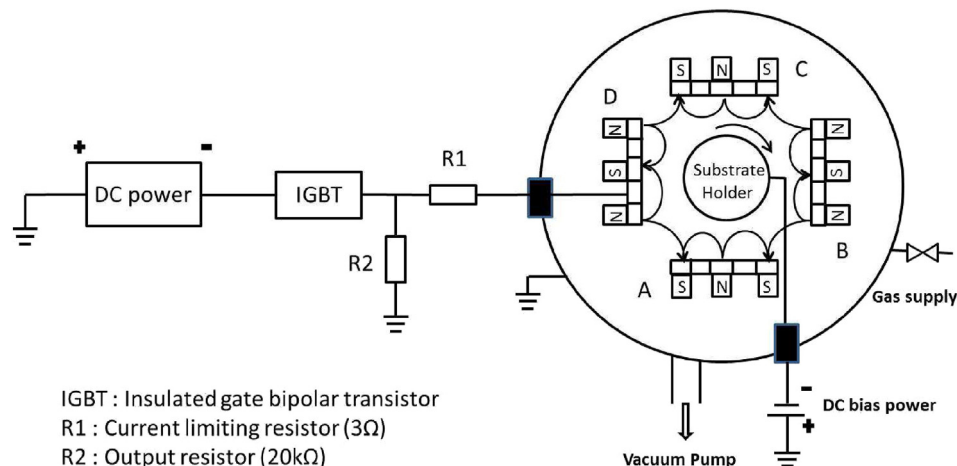 S N S C
D
N S N
N S N
+ -
DC power
IGBT
R1
R2
Substrate
Holder
A
S N S
B
Gas supply
-
+
DC bias power
Vacuum Pump
IGBT : Insulated gate bipolar transistor
R1 : Current limiting resistor (3Ω)
R2 : Output resistor (20kΩ)